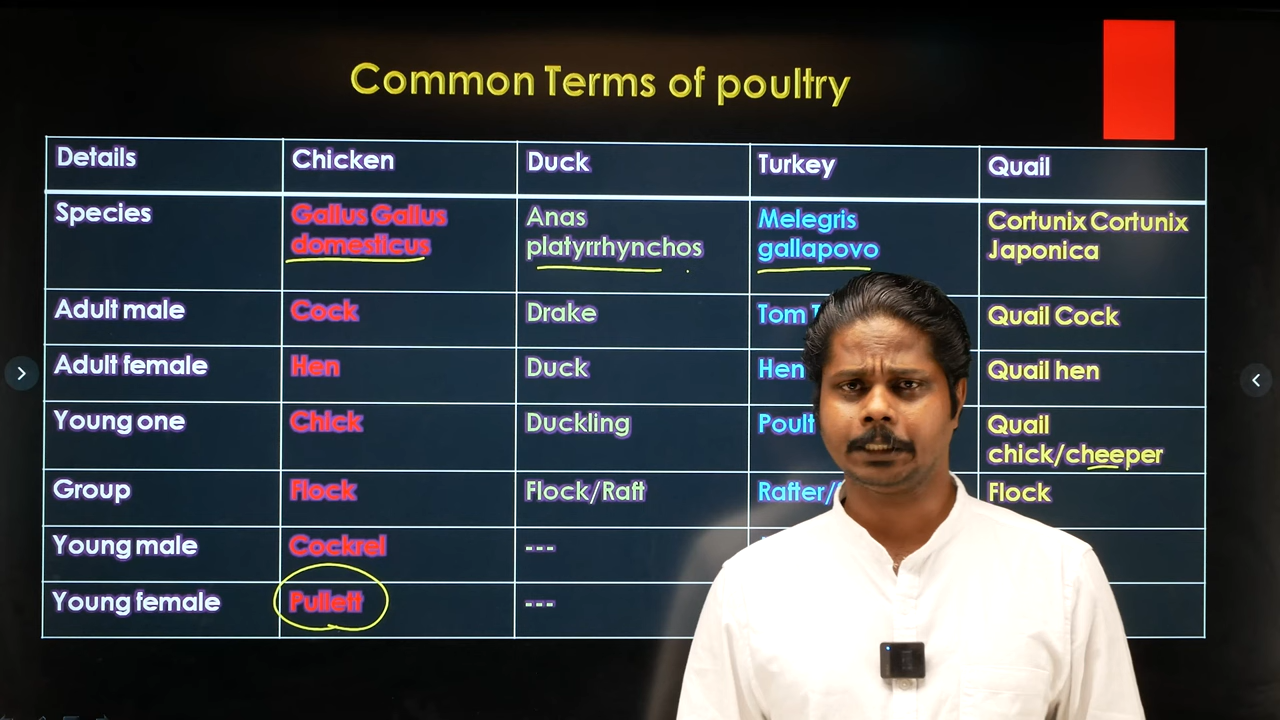 Common Terms of poultry
Details Chicken Duck Turkey Quail
Species Gallus Gallus domesticus Anas platyrrhynchos Melegris gallapovo Cortunix Cortunix Japonica
Adult male Cock Drake Tom Quail Cock
Adult female Hen Duck Hen Quail hen
Young one Chick Duckling Poult Quail chick/cheeper
Group Flock Flock/Raft Rafter/ Flock
Young male Cockrel ---
Young female Pullett ---